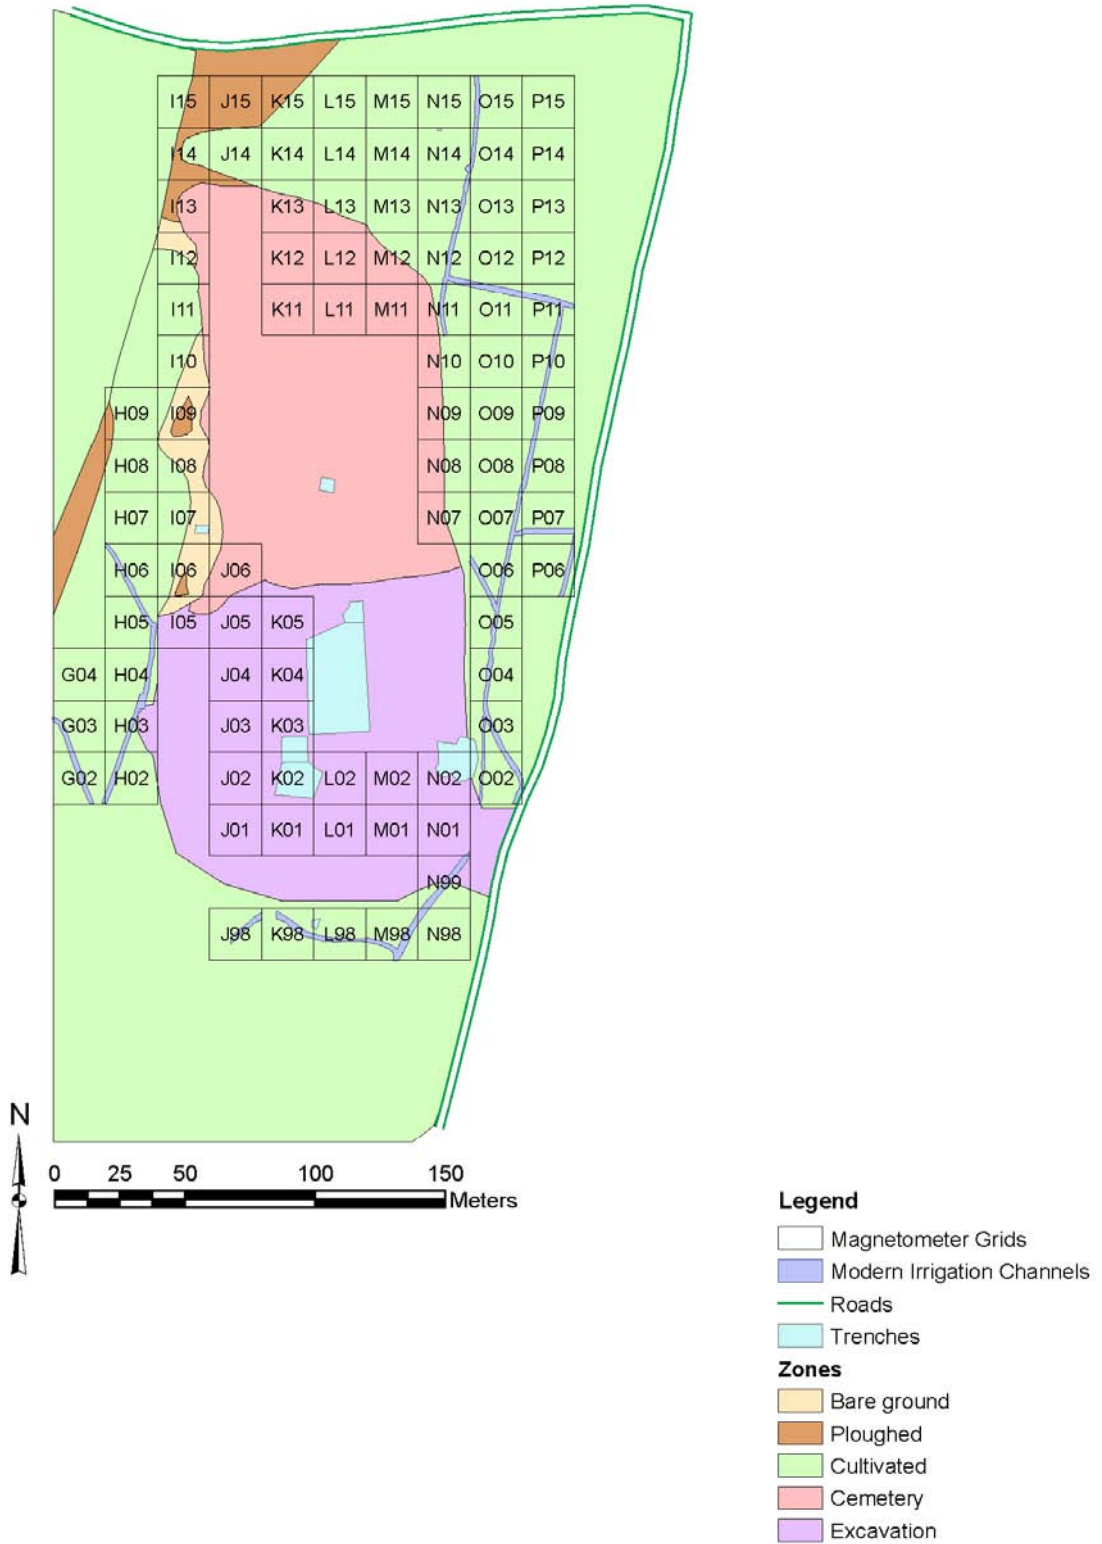 I15 J15 K15 L15 M15 N15 O15 P15
I14 J14 K14 L14 M14 N14 O14 P14
I13 K13 L13 M13 N13 O13 P13
I12 K12 L12 M12 N12 O12 P12
I11 K11 L11 M11 N11 O11 P11
I10 N10 O10 P10
H09 I09 N09 O09 P09
H08 I08 N08 O08 P08
H07 I07 N07 O07 P07
H06 I06 J06 O06 P06
H05 I05 J05 K05 O05
G04 H04 J04 K04 O04
G03 H03 J03 K03 O03
G02 H02 J02 K02 L02 M02 N02 O02
J01 K01 L01 M01 N01
N99
J98 K98 L98 M98 N98
N
0 25 50 100 150
Meters
Legend
Magnetometer Grids
Modern Irrigation Channels
Roads
Trenches
Zones
Bare ground
Ploughed
Cultivated
Cemetery
Excavation